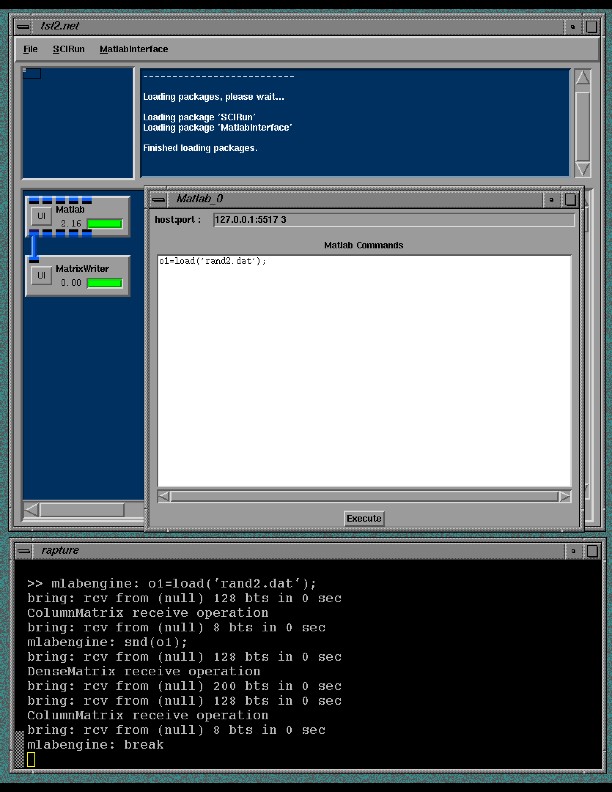 tst2.net
File SCIRun MatlabInterface
--------------------------
Loading packages, please wait...
Loading package 'SCIRun'
Loading package 'MatlabInterface'
Finished loading packages.
UI Matlab
2.16
UI MatrixWriter
0.00
Matlab_0
host:port : 127.0.0.1:5517 3
Matlab Commands
o1=load('rand2.dat');
Execute
rapture
>> mlabengine: o1=load('rand2.dat');
bring: rcv from (null) 128 bts in 0 sec
ColumnMatrix receive operation
bring: rcv from (null) 8 bts in 0 sec
mlabengine: snd(o1);
bring: rcv from (null) 128 bts in 0 sec
DenseMatrix receive operation
bring: rcv from (null) 200 bts in 0 sec
bring: rcv from (null) 128 bts in 0 sec
ColumnMatrix receive operation
bring: rcv from (null) 8 bts in 0 sec
mlabengine: break